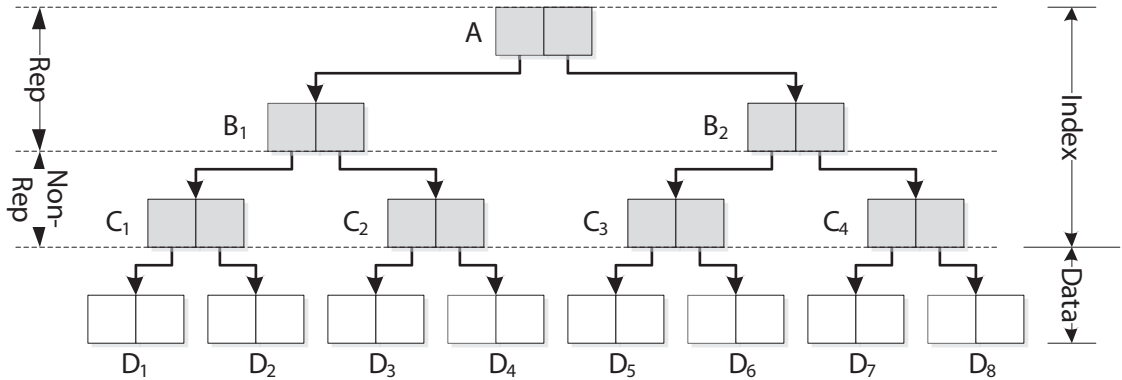 A
Rep
B₁
B₂
Index
Non-
Rep
C₁
C₂
C₃
C₄
Data
D₁
D₂
D₃
D₄
D₅
D₆
D₇
D₈